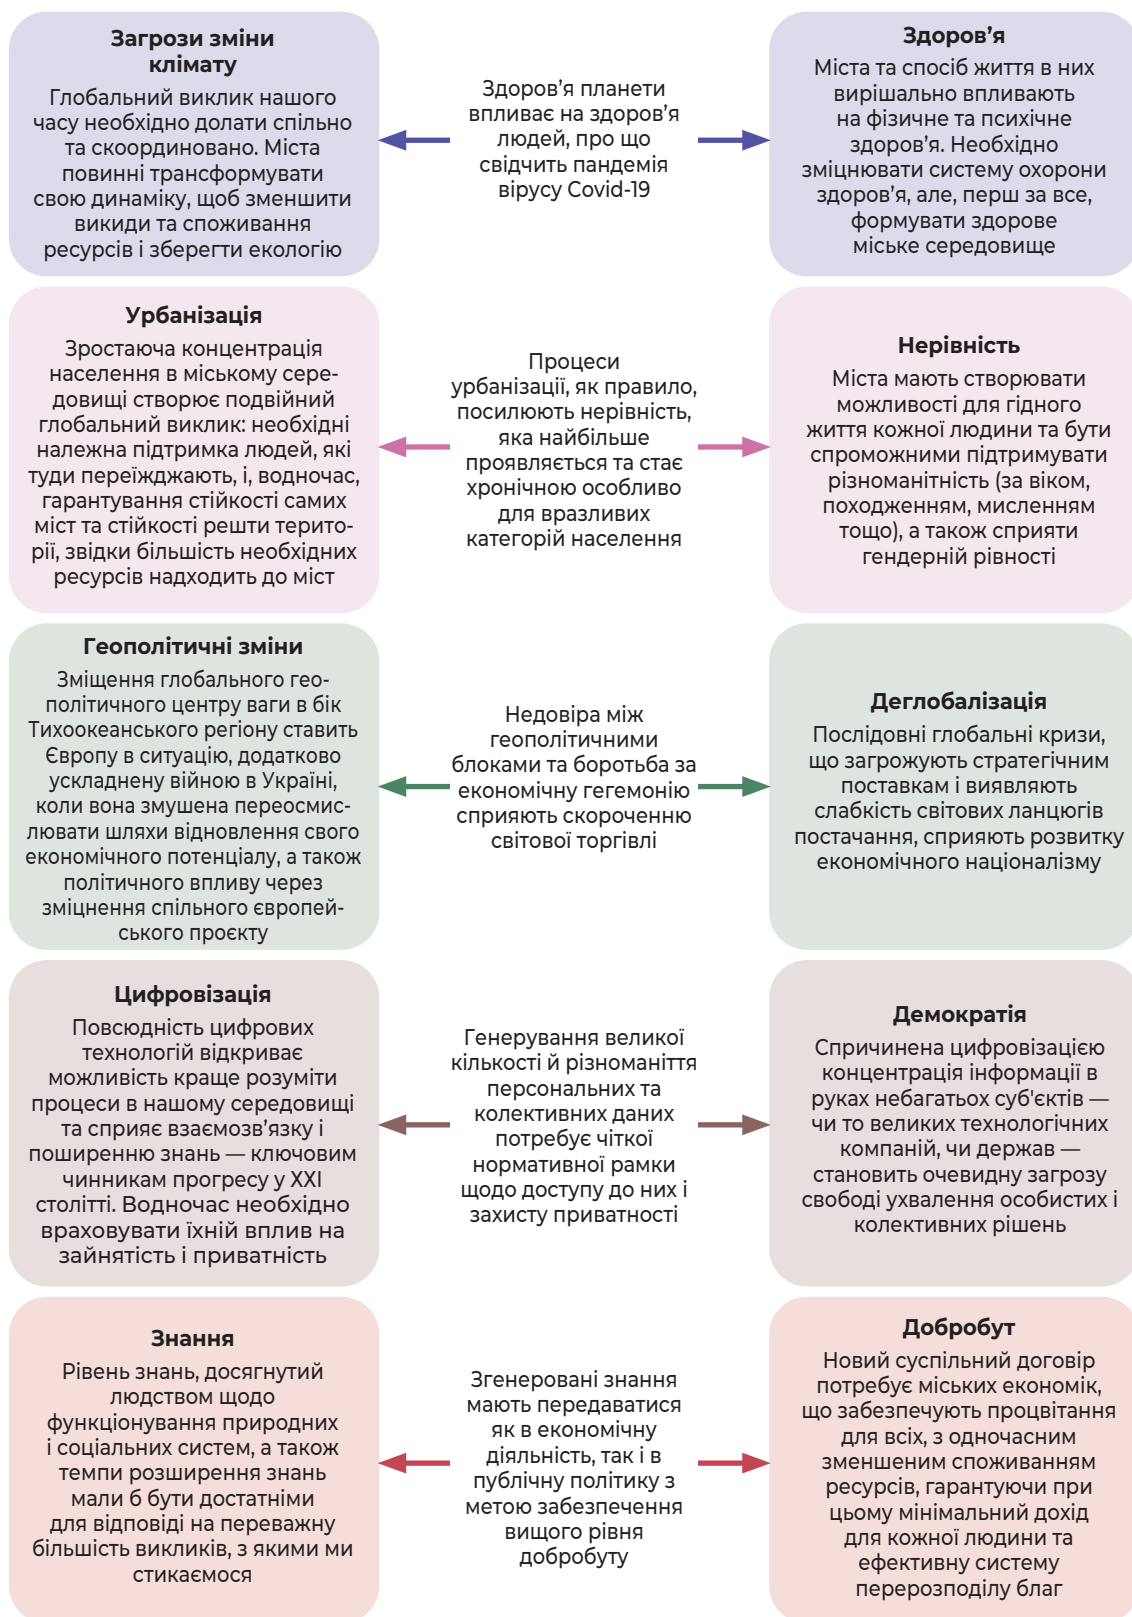 Загрози зміни
клімату
Глобальний виклик нашого
часу необхідно долати спільно
та скоординовано. Міста
повинні трансформувати
свою динаміку, щоб зменшити
викиди та споживання
ресурсів і зберегти екологію
Здоров’я планети
впливає на здоров’я
людей, про що
свідчить пандемія
вірусу Covid-19
Здоров’я
Міста та спосіб життя в них
вирішально впливають
на фізичне та психічне
здоров’я. Необхідно
зміцнювати систему охорони
здоров’я, але, перш за все,
формувати здорове
міське середовище
Урбанізація
Зростаюча концентрація
населення в міському сере-
довищі створює подвійний
глобальний виклик: необхідні
належна підтримка людей, які
туди переїжджають, і, водночас,
гарантування стійкості самих
міст та стійкості решти терито-
рії, звідки більшість необхідних
ресурсів надходить до міст
Процеси
урбанізації, як правило,
посилюють нерівність,
яка найбільше
проявляється та стає
хронічною особливо
для вразливих
категорій населення
Нерівність
Міста мають створювати
можливості для гідного
життя кожної людини та бути
спроможними підтримувати
різноманітність (за віком,
походженням, мисленням
тощо), а також сприяти
гендерній рівності
Геополітичні зміни
Зміщення глобального гео-
політичного центру ваги в бік
Тихоокеанського регіону ставить
Європу в ситуацію, додатково
ускладнену війною в Україні,
коли вона змушена переосмис-
лювати шляхи відновлення свого
економічного потенціалу, а також
політичного впливу через
зміцнення спільного європей-
ського проєкту
Недовіра між
геополітичними
блоками та боротьба за
економічну гегемонію
сприяють скороченню
світової торгівлі
Деглобалізація
Послідовні глобальні кризи,
що загрожують стратегічним
поставкам і виявляють
слабкість світових ланцюгів
постачання, сприяють розвитку
економічного націоналізму
Цифровізація
Повсюдність цифрових
технологій відкриває
можливість краще розуміти
процеси в нашому середовищі
та сприяє взаємозв’язку і
поширенню знань — ключовим
чинникам прогресу у XXI
столітті. Водночас необхідно
враховувати їхній вплив на
зайнятість і приватність
Генерування великої
кількості й різноманіття
персональних та
колективних даних
потребує чіткої
нормативної рамки
щодо доступу до них і
захисту приватності
Демократія
Спричинена цифровізацією
концентрація інформації в
руках небагатьох суб'єктів —
чи то великих технологічних
компаній, чи держав —
становить очевидну загрозу
свободі ухвалення особистих і
колективних рішень
Знання
Рівень знань, досягнутий
людством щодо
функціонування природних
і соціальних систем, а також
темпи розширення знань
мали б бути достатніми
для відповіді на переважну
більшість викликів, з якими ми
стикаємося
Згенеровані знання
мають передаватися
як в економічну
діяльність, так і в
публічну політику з
метою забезпечення
вищого рівня
добробуту
Добробут
Новий суспільний договір
потребує міських економік,
що забезпечують процвітання
для всіх, з одночасним
зменшеним споживанням
ресурсів, гарантуючи при
цьому мінімальний дохід
для кожної людини та
ефективну систему
перерозподілу благ